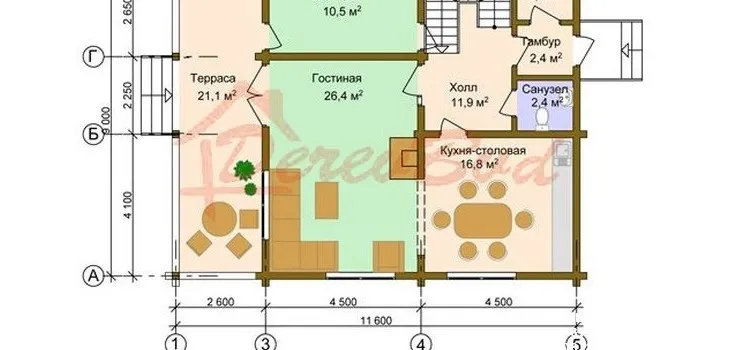 2 650
10,5 м²
Тамбур
2,4 м²
Г
Терраса
21,1 м²
Гостиная
26,4 м²
Холл
11,9 м²
Санузел
2,4 м²
2 250
9 000
Б
ДеревВуд
Кухня-столовая
16,8 м²
4 100
А
2 600
4 500
4 500
11 600
1
3
4
5